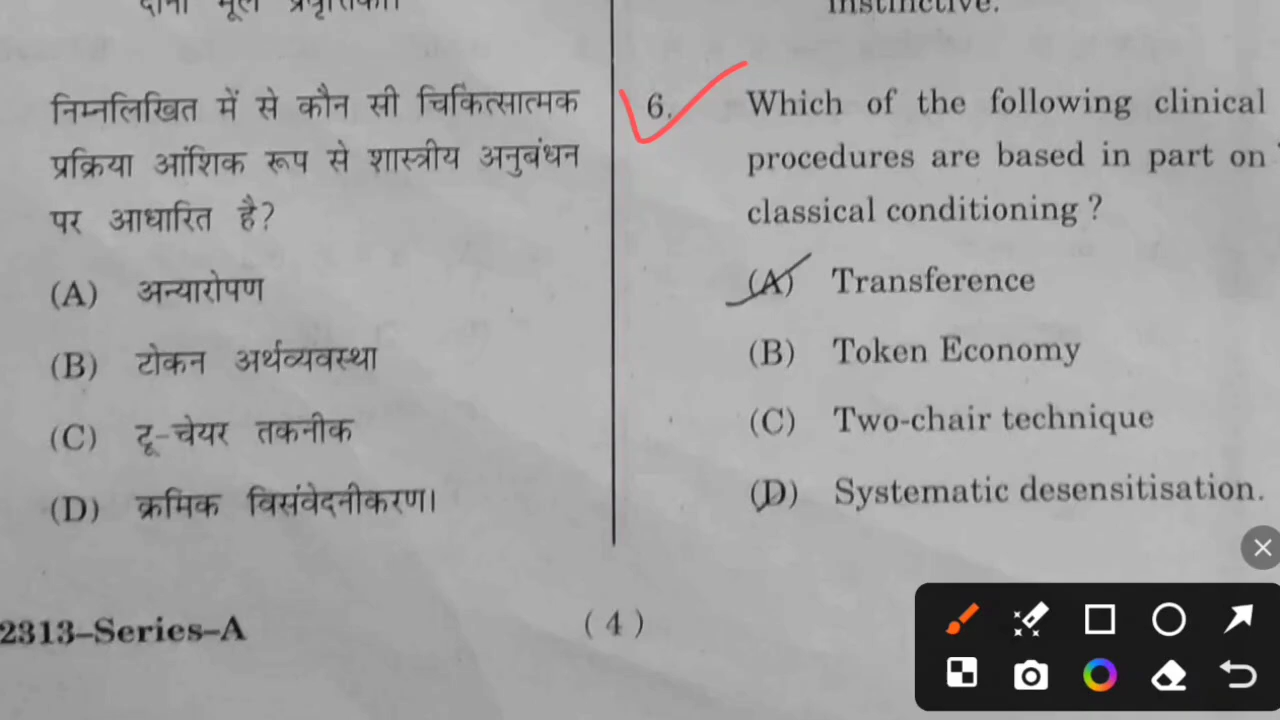 दोनों मूल प्रवृत्तिका।
निम्नलिखित में से कौन सी चिकित्सात्मक
प्रक्रिया आंशिक रूप से शास्त्रीय अनुबंधन
पर आधारित है?
(A) अन्यारोपण
(B) टोकन अर्थव्यवस्था
(C) टू-चेयर तकनीक
(D) क्रमिक विसंवेदनीकरण।
instinctive.
6. Which of the following clinical
procedures are based in part on
classical conditioning ?
(A) Transference
(B) Token Economy
(C) Two-chair technique
(D) Systematic desensitisation.
2313–Series–A
( 4 )